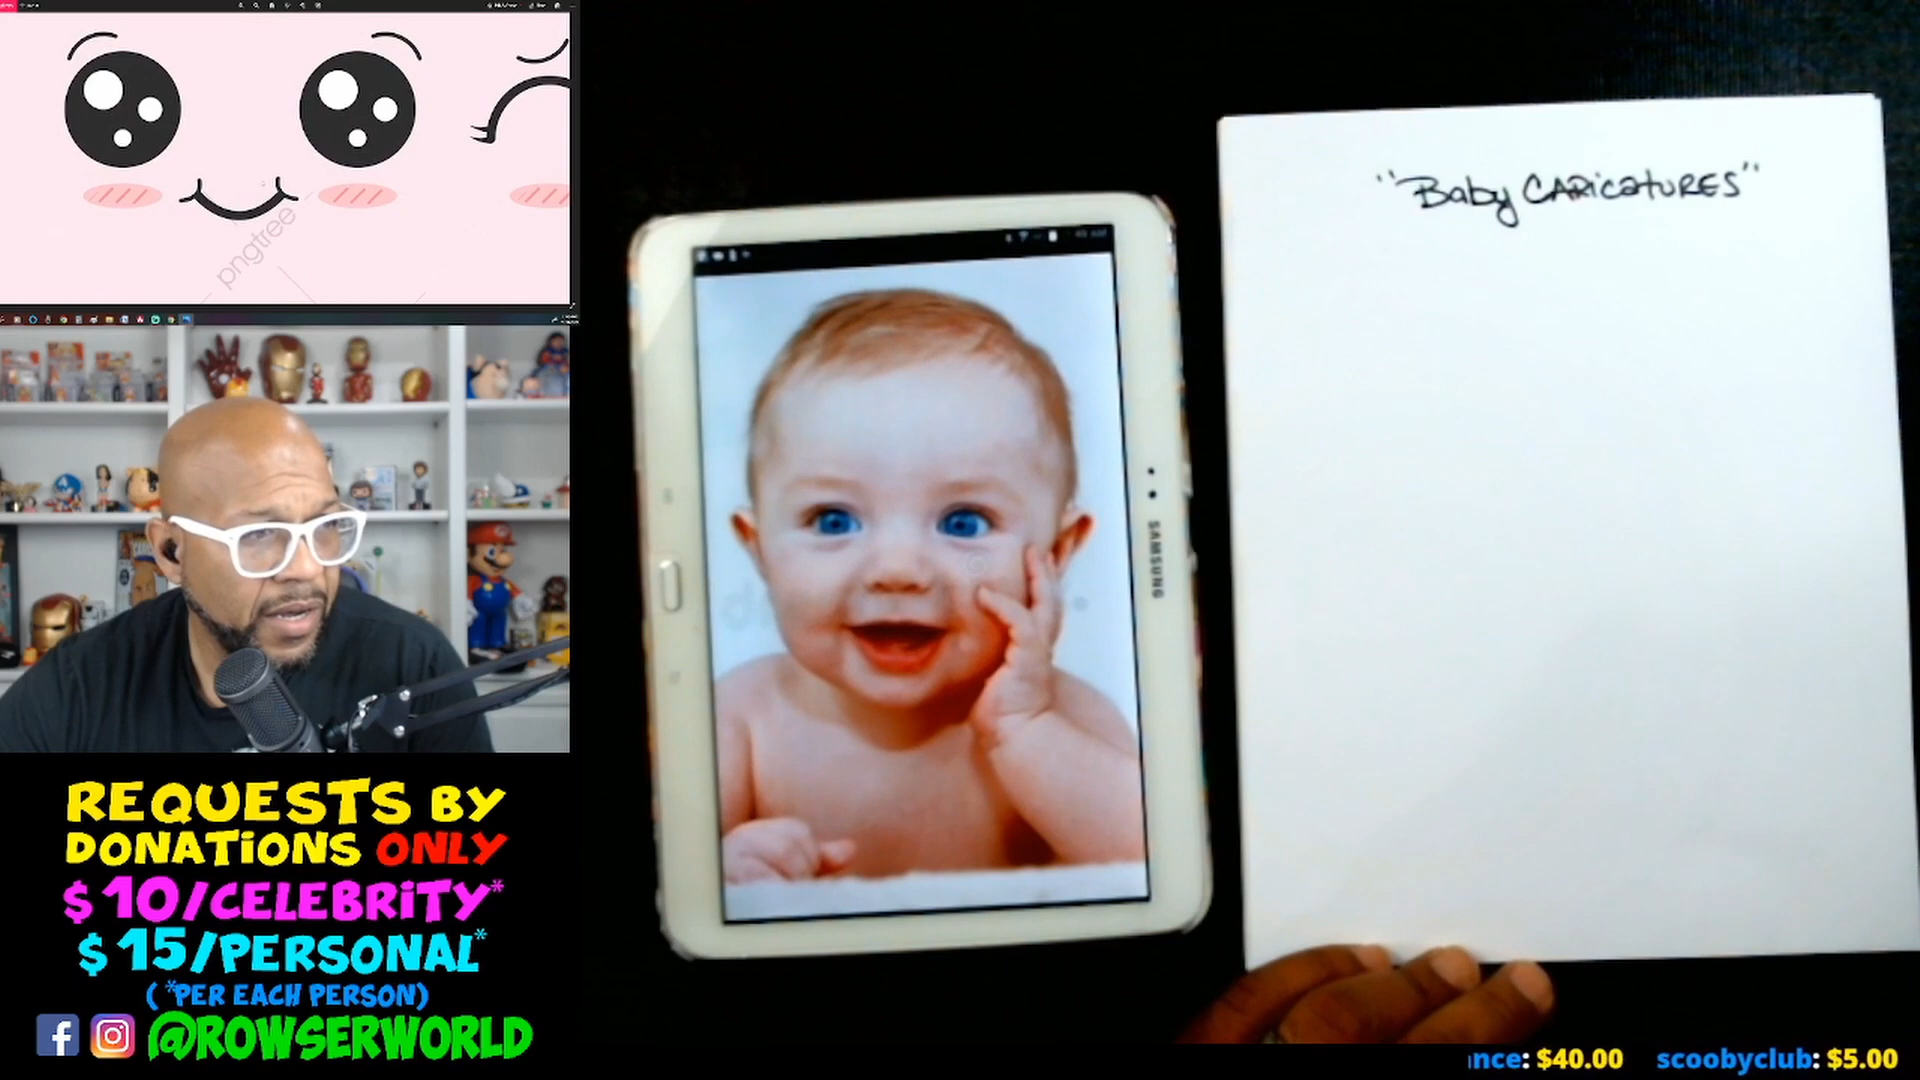 pngtree
"Baby CARicatURES"
SAMSUNG
REQUESTS BY
DONATIONS ONLY
$10/CELEBRITY*
$15/PERSONAL*
(*PER EACH PERSON)
@ROWSERWORLD
nce: $40.00 scoobyclub: $5.00